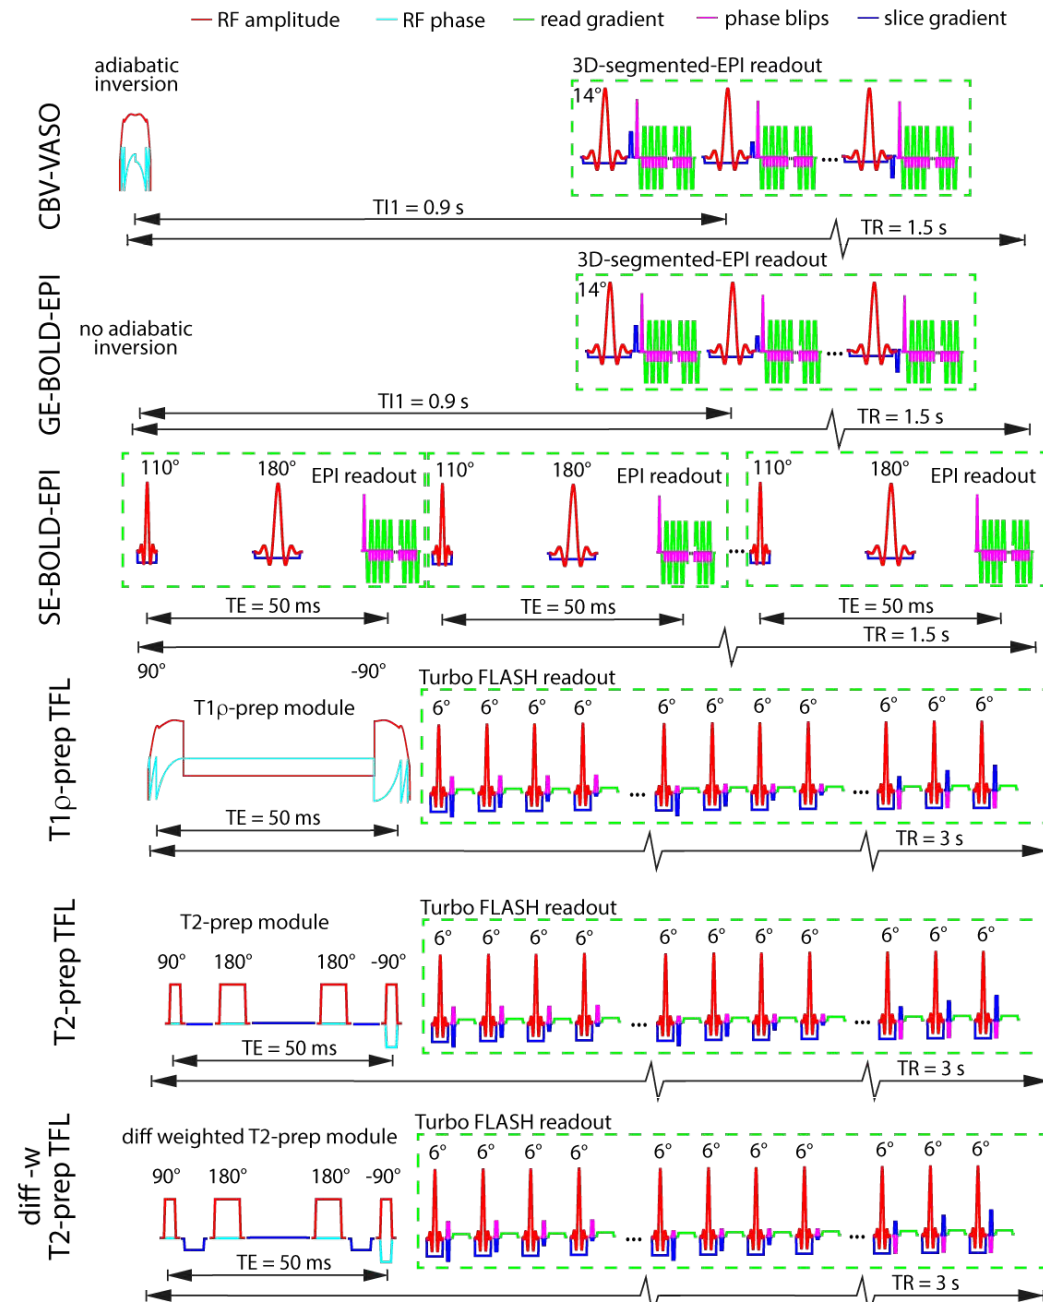 RF amplitude RF phase read gradient phase blips slice gradient
CBV-VASO
adiabatic
inversion
3D-segmented-EPI readout
14°
...
TI1 = 0.9 s
TR = 1.5 s
GE-BOLD-EPI
no adiabatic
inversion
3D-segmented-EPI readout
14°
...
TI1 = 0.9 s
TR = 1.5 s
SE-BOLD-EPI
110° 180° EPI readout 110° 180° EPI readout 110° 180° EPI readout
...
TE = 50 ms TE = 50 ms TE = 50 ms
TR = 1.5 s
T1ρ-prep TFL
90° -90°
T1ρ-prep module
Turbo FLASH readout
6° 6° 6° 6° 6° 6° 6° 6° 6° 6° 6°
... ...
TE = 50 ms
TR = 3 s
T2-prep TFL
T2-prep module
90° 180° 180° -90°
Turbo FLASH readout
6° 6° 6° 6° 6° 6° 6° 6° 6° 6° 6°
... ...
TE = 50 ms
TR = 3 s
diff -w
T2-prep TFL
diff weighted T2-prep module
90° 180° 180° -90°
Turbo FLASH readout
6° 6° 6° 6° 6° 6° 6° 6° 6° 6° 6°
... ...
TE = 50 ms
TR = 3 s